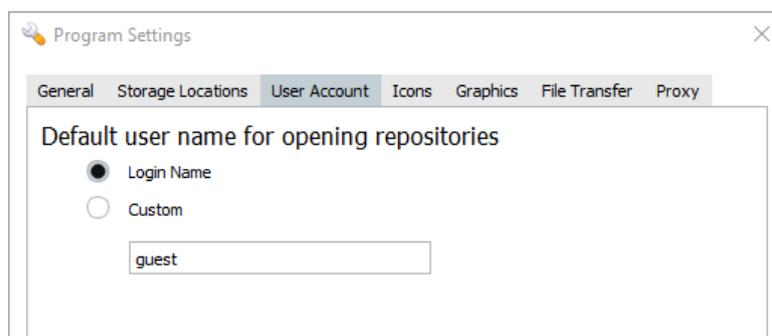 Program Settings
General Storage Locations User Account Icons Graphics File Transfer Proxy
Default user name for opening repositories
Login Name
Custom
guest